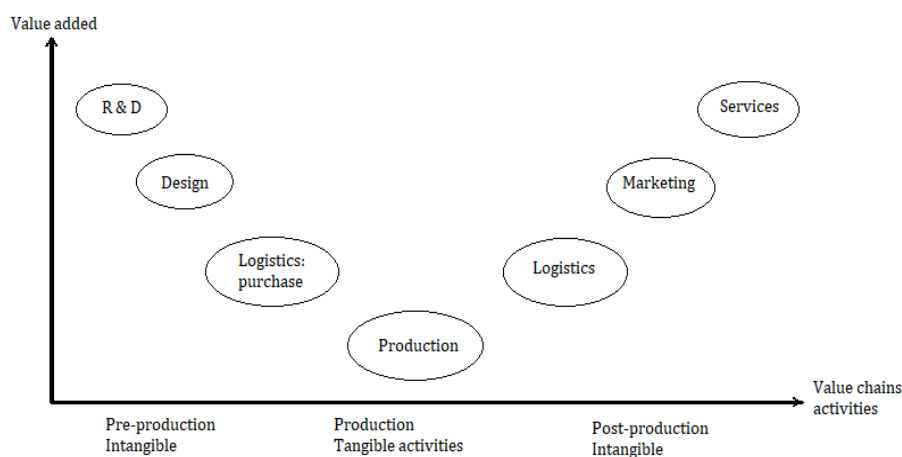 Value added
R & D
Services
Design
Marketing
Logistics:
purchase
Logistics
Production
Value chains
activities
Pre-production
Intangible
Production
Tangible activities
Post-production
Intangible